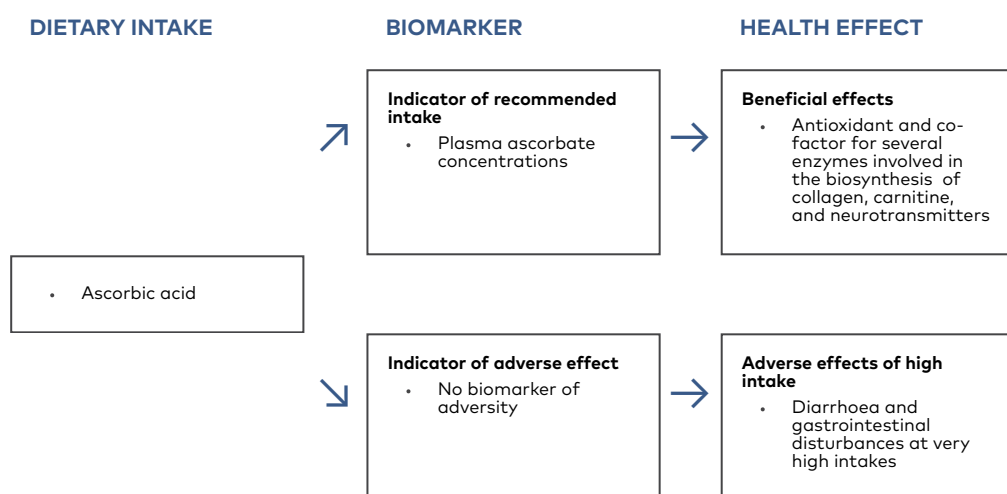 DIETARY INTAKE
BIOMARKER
HEALTH EFFECT
Indicator of recommended
intake
• Plasma ascorbate
concentrations
Beneficial effects
• Antioxidant and co-
factor for several
enzymes involved in
the biosynthesis of
collagen, carnitine,
and neurotransmitters
• Ascorbic acid
Indicator of adverse effect
• No biomarker of
adversity
Adverse effects of high
intake
• Diarrhoea and
gastrointestinal
disturbances at very
high intakes